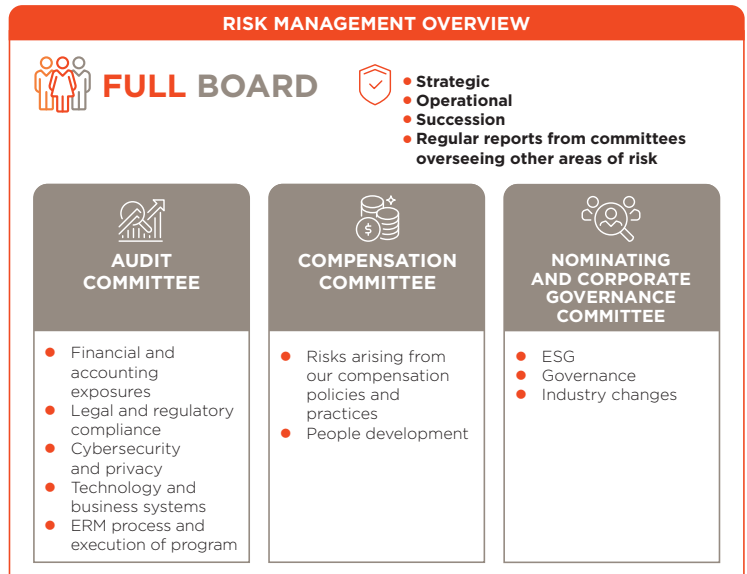 RISK MANAGEMENT OVERVIEW
FULL BOARD
• Strategic
• Operational
• Succession
• Regular reports from committees
overseeing other areas of risk
AUDIT
COMMITTEE
• Financial and
accounting
exposures
• Legal and regulatory
compliance
• Cybersecurity
and privacy
• Technology and
business systems
• ERM process and
execution of program
$
COMPENSATION
COMMITTEE
• Risks arising from
our compensation
policies and
practices
• People development
NOMINATING
AND CORPORATE
GOVERNANCE
COMMITTEE
• ESG
• Governance
• Industry changes